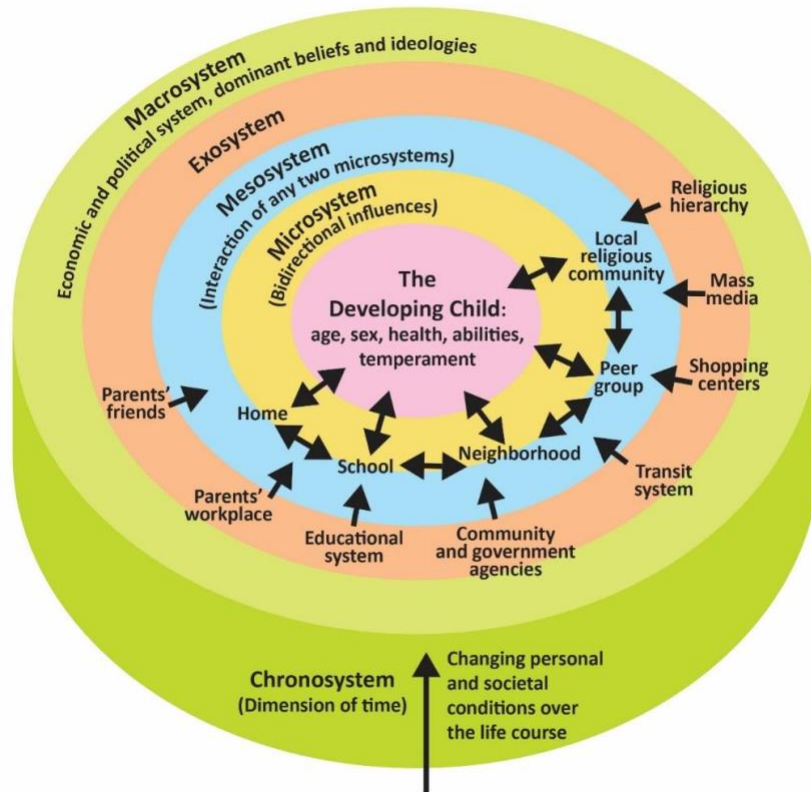 Macrosystem
Economic and political system, dominant beliefs and ideologies
Exosystem
Mesosystem
(Interaction of any two microsystems)
Microsystem
(Bidirectional influences)
The
Developing Child:
age, sex, health, abilities,
temperament
Religious
hierarchy
Local
religious
community
Mass
media
Peer
group
Shopping
centers
Parents'
friends
Home
School
Neighborhood
Transit
system
Parents'
workplace
Educational
system
Community
and government
agencies
Chronosystem
(Dimension of time)
Changing personal
and societal
conditions over
the life course